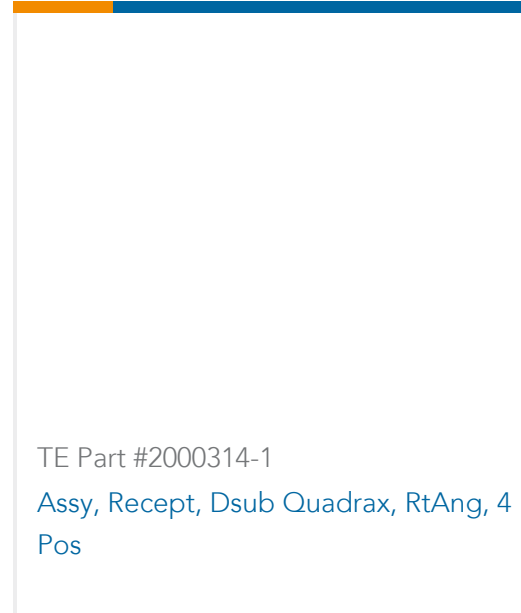 TE Part #2000314-1
Assy, Recept, Dsub Quadrax, RtAng, 4
Pos